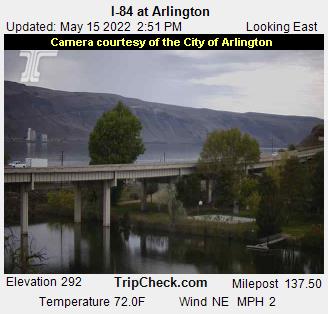 I-84 at Arlington
Updated: May 15 2022 2:51 PM Looking East
Camera courtesy of the City of Arlington
Elevation 292 TripCheck.com Milepost 137.50
Temperature 72.0F Wind NE MPH 2